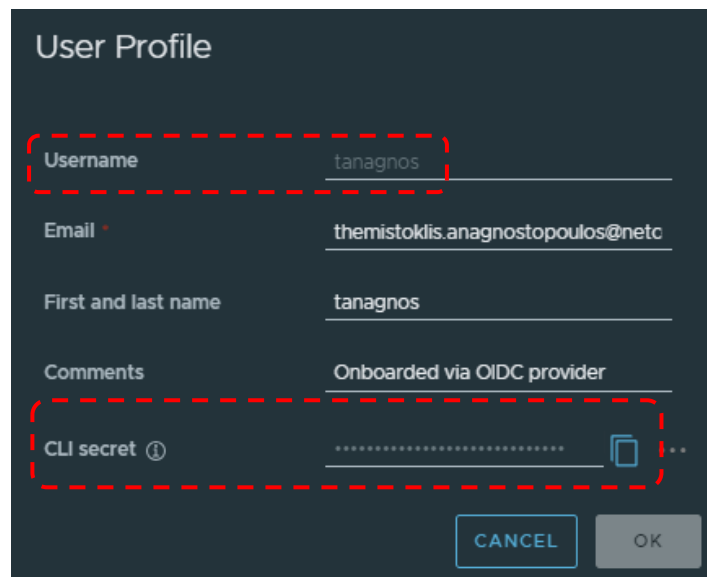 User Profile
Username tanagnos
Email * themistoklis.anagnostopoulos@netc
First and last name tanagnos
Comments Onboarded via OIDC provider
CLI secret ••••••••••••••••••••••••••••• ...
CANCEL OK